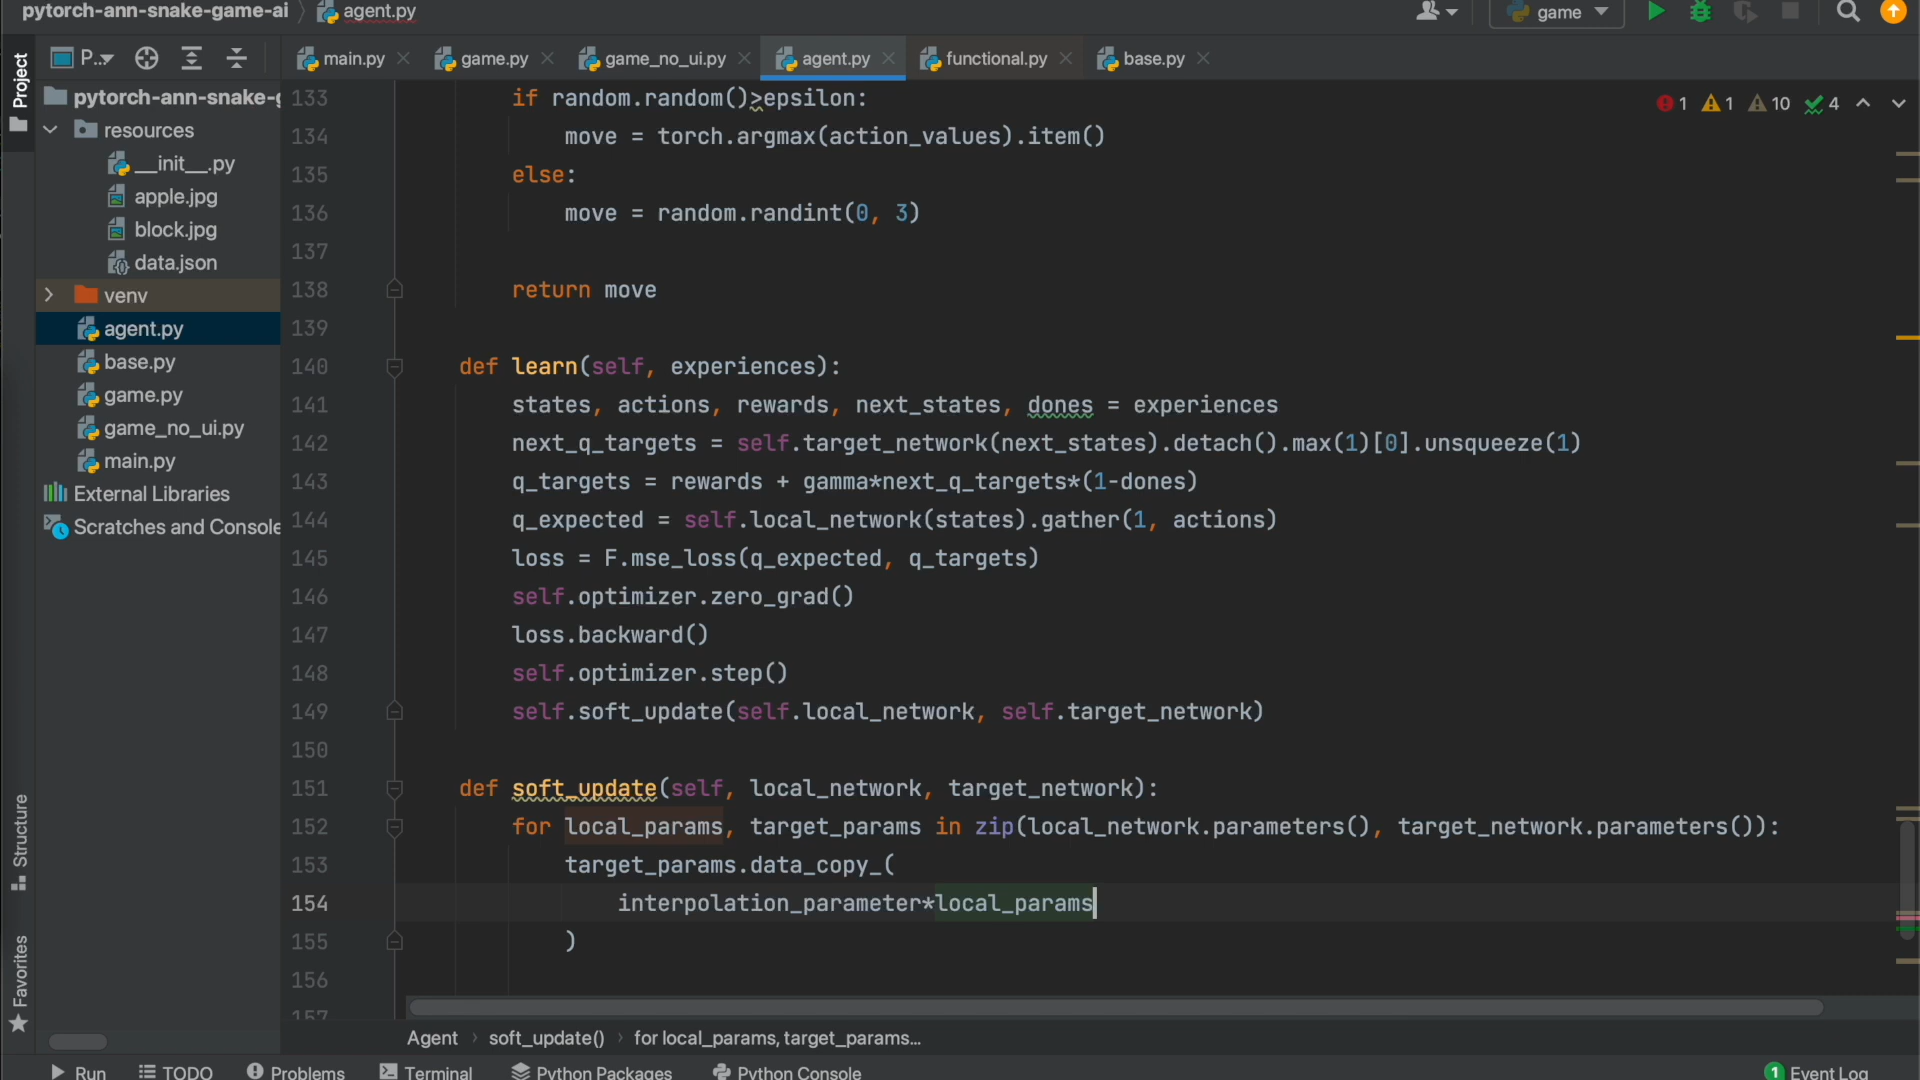 pytorch-ann-snake-game-ai
agent.py
game
Project
P...
main.py
game.py
game_no_ui.py
agent.py
functional.py
base.py
pytorch-ann-snake-g
resources
__init__.py
apple.jpg
block.jpg
data.json
venv
agent.py
base.py
game.py
game_no_ui.py
main.py
External Libraries
Scratches and Console
1 1 10 4
133 if random.random()>epsilon:
134 move = torch.argmax(action_values).item()
135 else:
136 move = random.randint(0, 3)
137
138 return move
139
140 def learn(self, experiences):
141 states, actions, rewards, next_states, dones = experiences
142 next_q_targets = self.target_network(next_states).detach().max(1)[0].unsqueeze(1)
143 q_targets = rewards + gamma*next_q_targets*(1-dones)
144 q_expected = self.local_network(states).gather(1, actions)
145 loss = F.mse_loss(q_expected, q_targets)
146 self.optimizer.zero_grad()
147 loss.backward()
148 self.optimizer.step()
149 self.soft_update(self.local_network, self.target_network)
150
151 def soft_update(self, local_network, target_network):
152 for local_params, target_params in zip(local_network.parameters(), target_network.parameters()):
153 target_params.data_copy_(
154 interpolation_parameter*local_params
155 )
156
157
Structure
Favorites
Agent
soft_update()
for local_params, target_params...
Run
TODO
Problems
Terminal
Python Packages
Python Console
1 Event Log